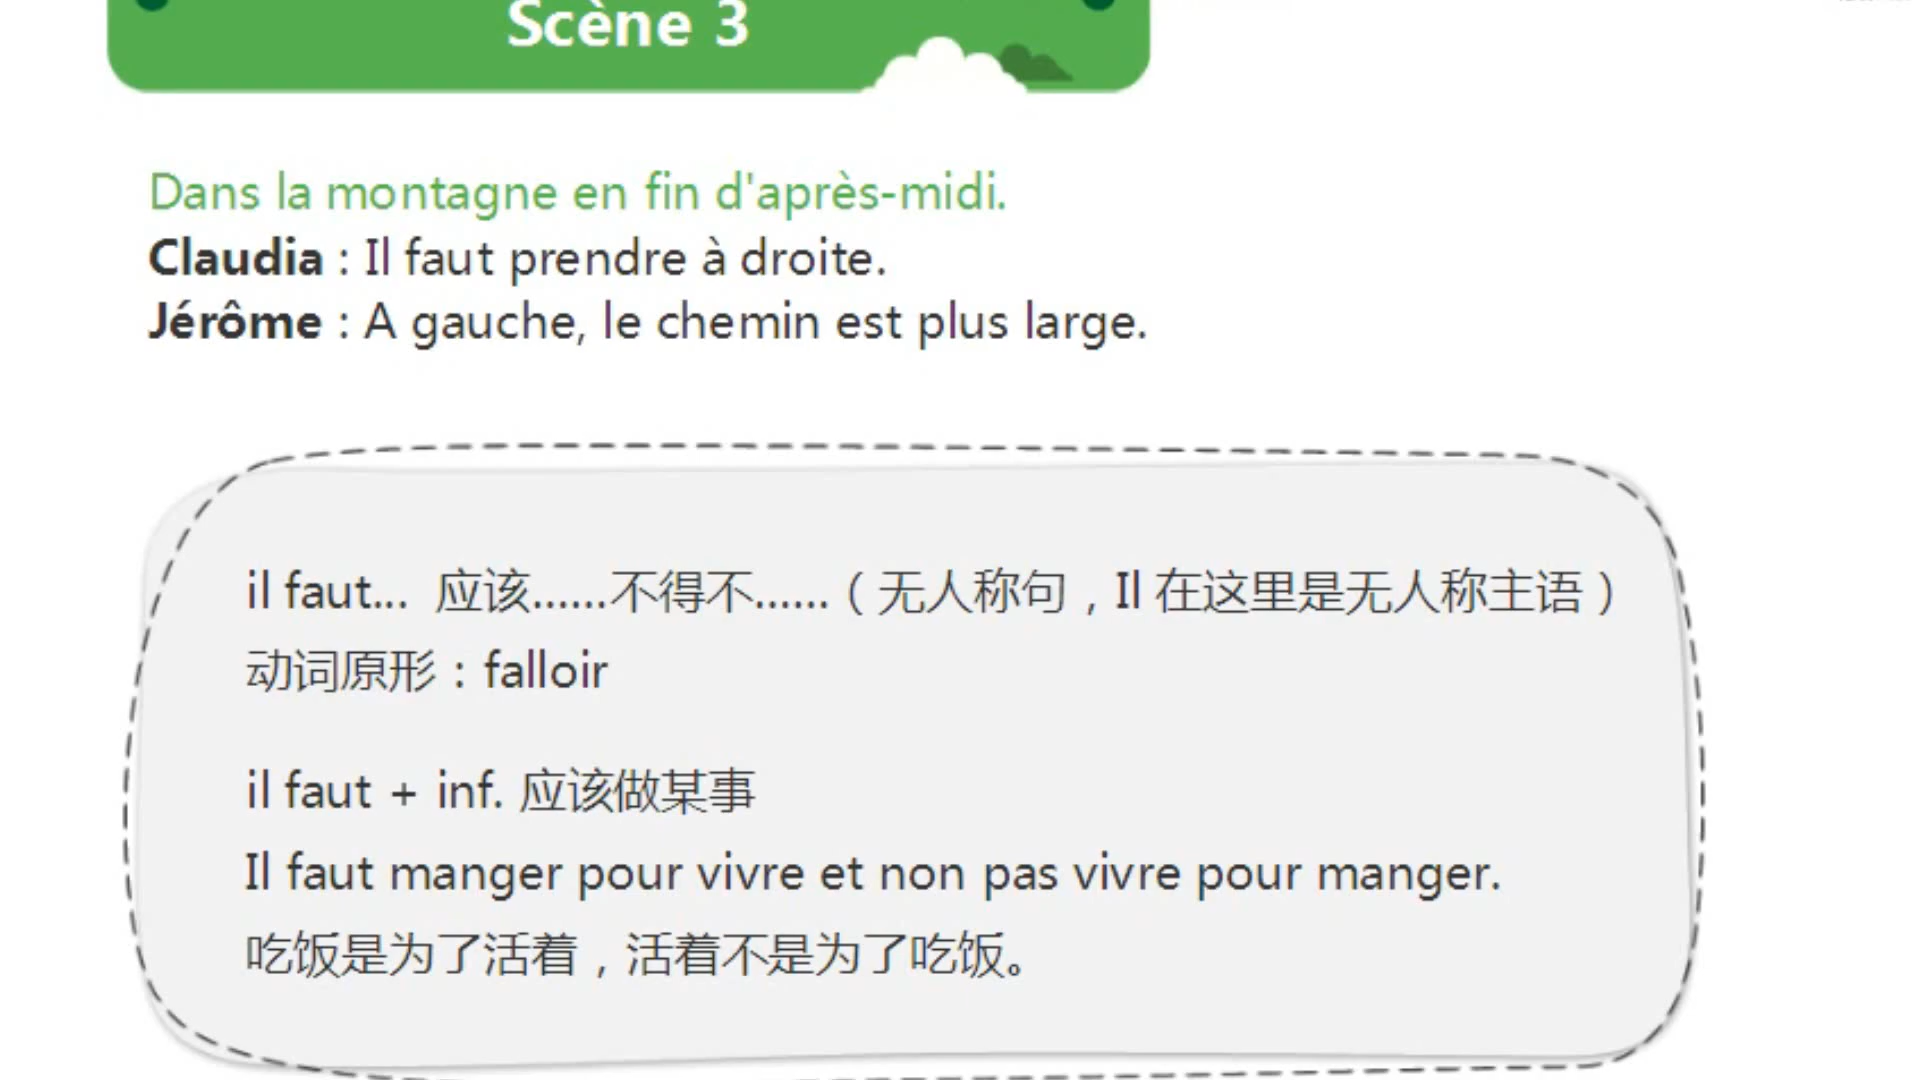 Scène 3
Dans la montagne en fin d'après-midi.
Claudia : Il faut prendre à droite.
Jérôme : A gauche, le chemin est plus large.
il faut... 应该......不得不......（无人称句，Il 在这里是无人称主语）
动词原形：falloir
il faut + inf. 应该做某事
Il faut manger pour vivre et non pas vivre pour manger.
吃饭是为了活着，活着不是为了吃饭。